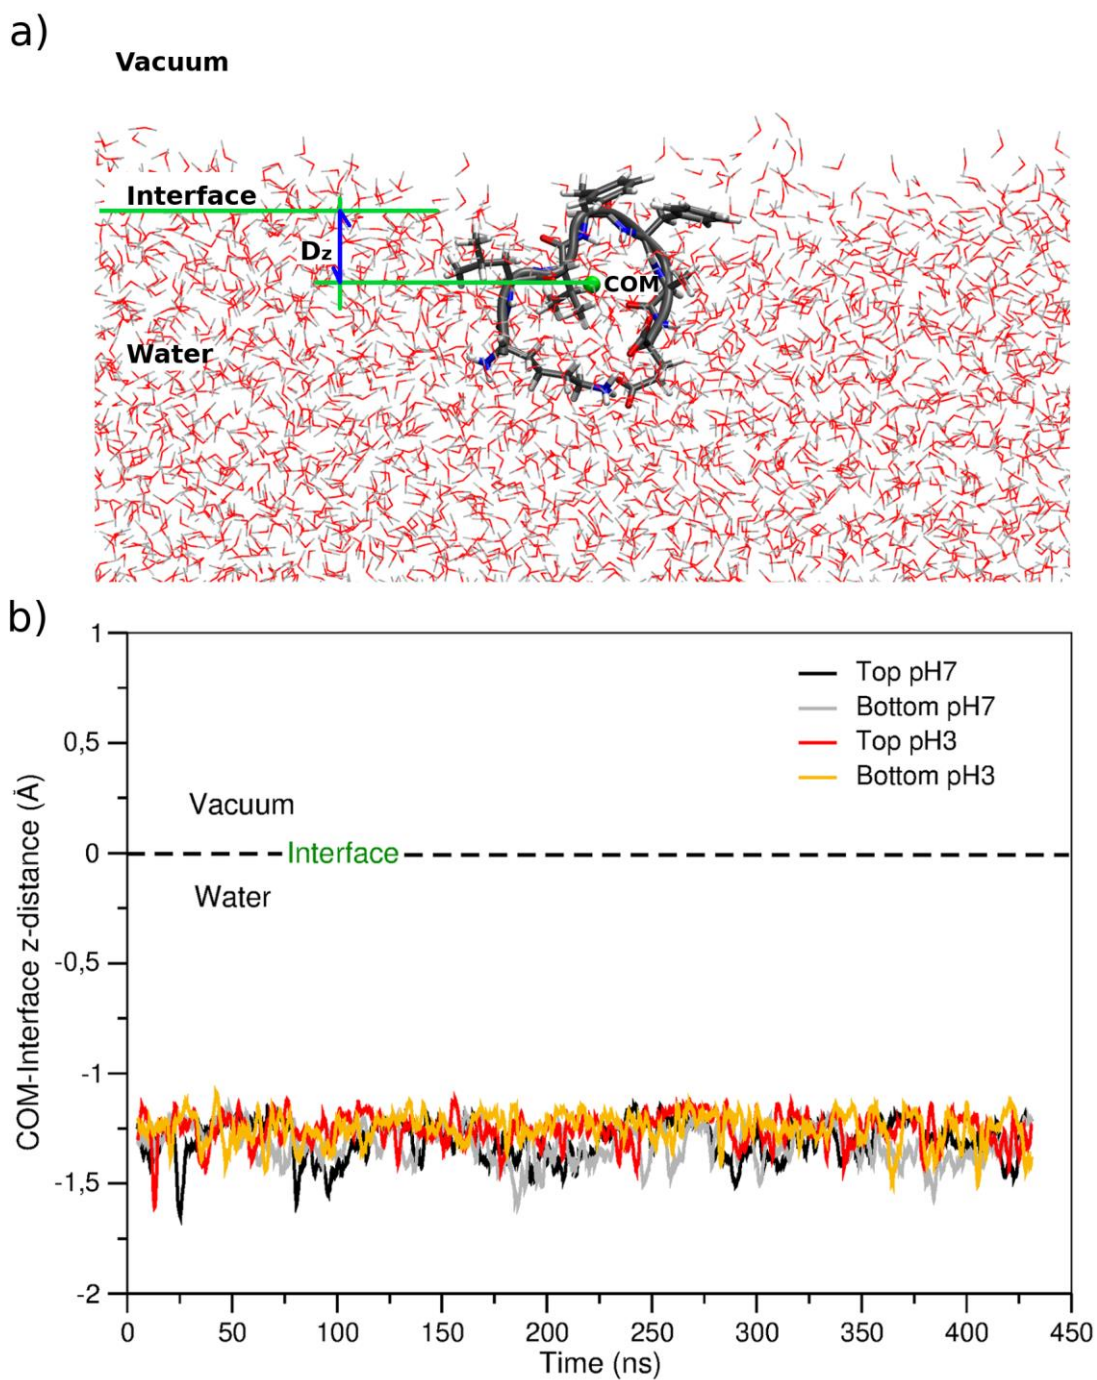 a)
Vacuum
Interface
Dz
COM
Water
b)
1
0,5
0
-0,5
-1
-1,5
-2
COM-Interface z-distance (Å)
Top pH7
Bottom pH7
Top pH3
Bottom pH3
Vacuum
Interface
Water
0 50 100 150 200 250 300 350 400 450
Time (ns)